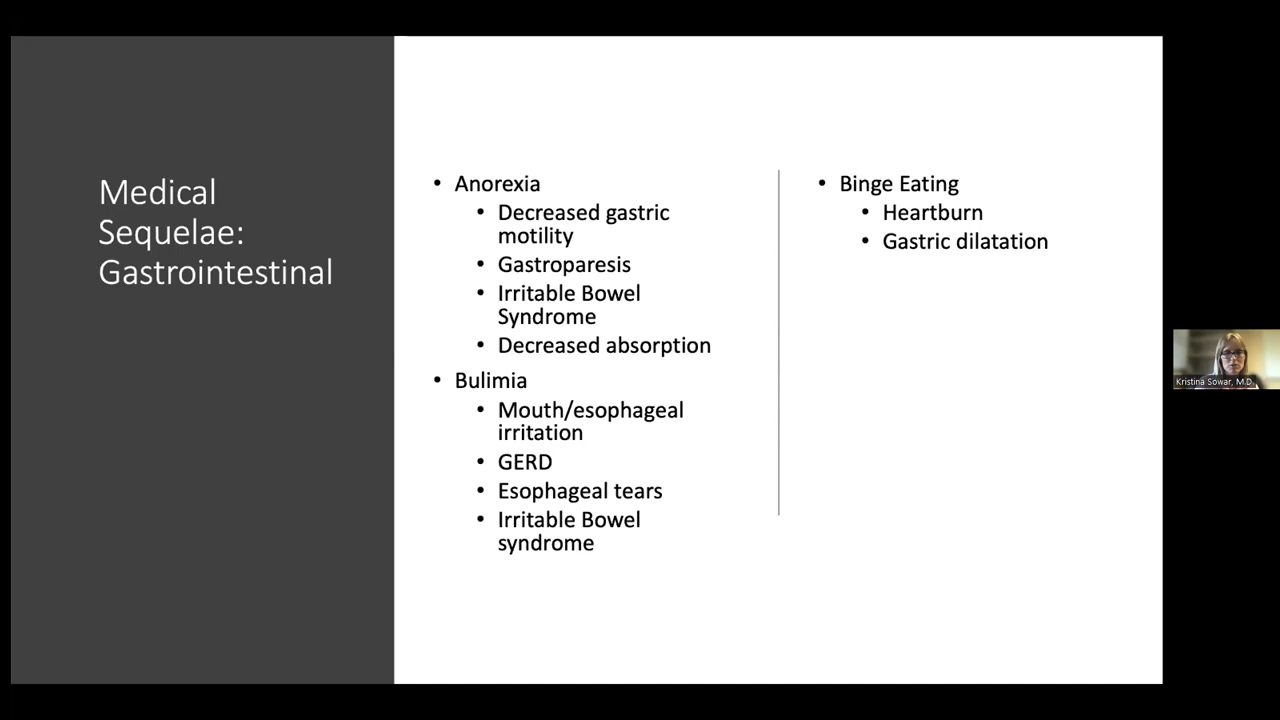 Medical
Sequelae:
Gastrointestinal
• Anorexia
• Decreased gastric
motility
• Gastroparesis
• Irritable Bowel
Syndrome
• Decreased absorption
• Bulimia
• Mouth/esophageal
irritation
• GERD
• Esophageal tears
• Irritable Bowel
syndrome
• Binge Eating
• Heartburn
• Gastric dilatation
Kristina Sowar, M.D.